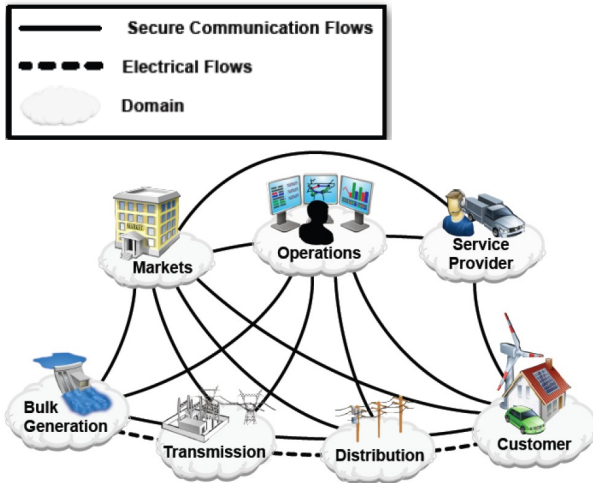 Secure Communication Flows
Electrical Flows
Domain
Markets
Operations
Service
Provider
Bulk
Generation
Transmission
Distribution
Customer